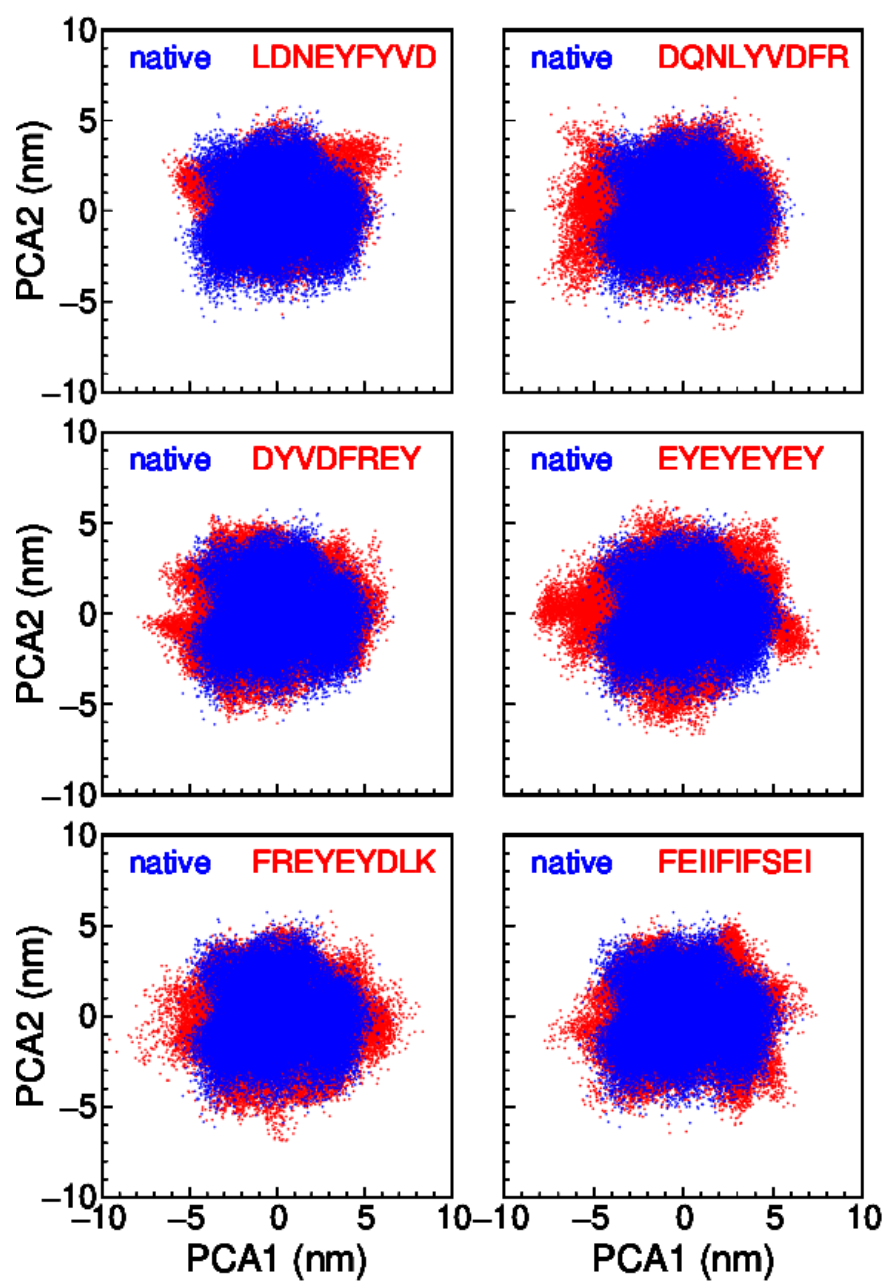 10
native LDNEYFYVD
native DQNLYVDFR
5
PCA2 (nm)
0
−5
−10
10
native DYVDFREY
native EYEYEYEY
5
PCA2 (nm)
0
−5
−10
10
native FREYEYDLK
native FEIIFIFSEI
5
PCA2 (nm)
0
−5
−10
−10 −5 0 5 10
−10 −5 0 5 10
PCA1 (nm)
PCA1 (nm)